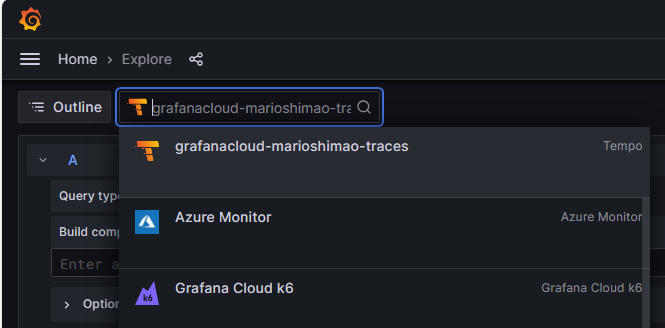 Home > Explore
Outline
grafanacloud-marioshimao-tra
grafanacloud-marioshimao-traces Tempo
A
Query type
Azure Monitor Azure Monitor
Build comp
Enter a
Grafana Cloud k6 Grafana Cloud k6
k6
Option